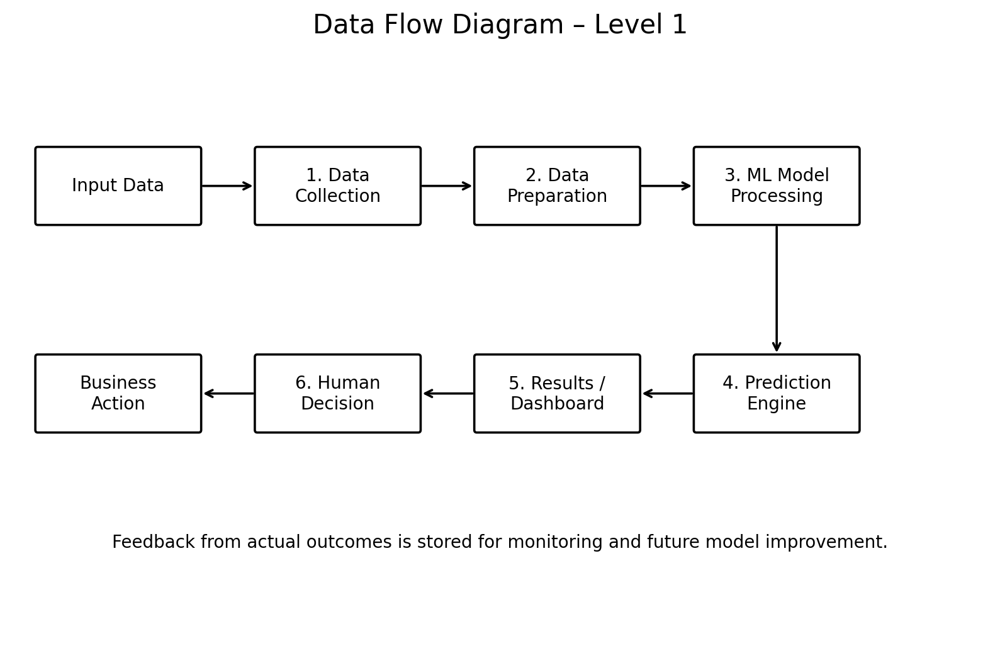 Data Flow Diagram – Level 1
Input Data
1. Data
Collection
2. Data
Preparation
3. ML Model
Processing
Business
Action
6. Human
Decision
5. Results /
Dashboard
4. Prediction
Engine
Feedback from actual outcomes is stored for monitoring and future model improvement.